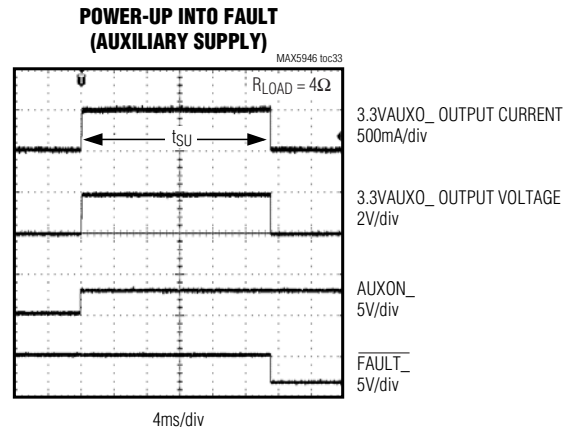 POWER-UP INTO FAULT
(AUXILIARY SUPPLY)
MAX5946 toc33
RLOAD = 4Ω
3.3VAUXO_ OUTPUT CURRENT
500mA/div
tSU
3.3VAUXO_ OUTPUT VOLTAGE
2V/div
AUXON_
5V/div
FAULT_
5V/div
4ms/div